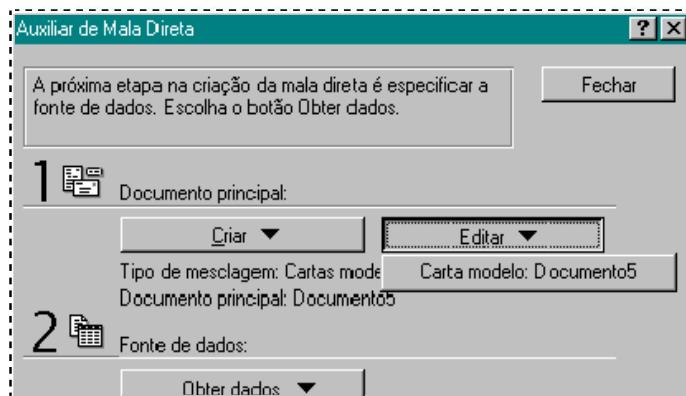 Auxiliar de Mala Direta
A próxima etapa na criação da mala direta é especificar a
fonte de dados. Escolha o botão Obter dados.
Fechar
1
Documento principal:
Criar
Editar
Tipo de mesclagem: Cartas mode
Carta modelo: Documento5
Documento principal: Documento5
2
Fonte de dados:
Obter dados